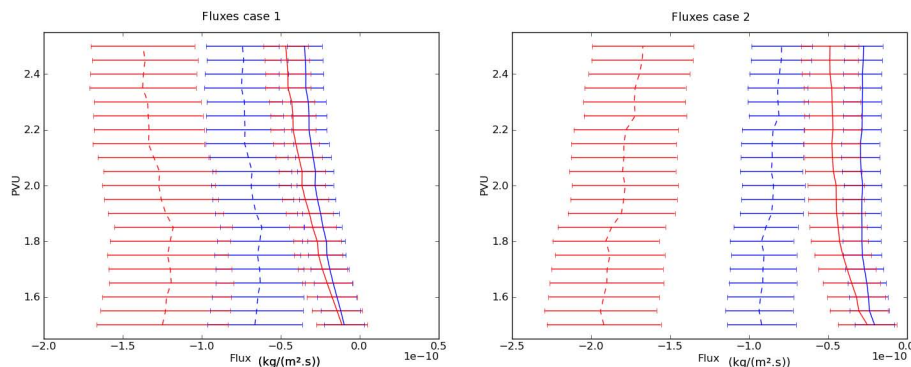 Fluxes case 1
PVU
2.4
2.2
2.0
1.8
1.6
−2.0 −1.5 −1.0 −0.5 0.0 0.5
Flux
(kg/(m².s))
1e−10
Fluxes case 2
PVU
2.4
2.2
2.0
1.8
1.6
−2.5 −2.0 −1.5 −1.0 −0.5 0.0
Flux
(kg/(m².s))
1e−10